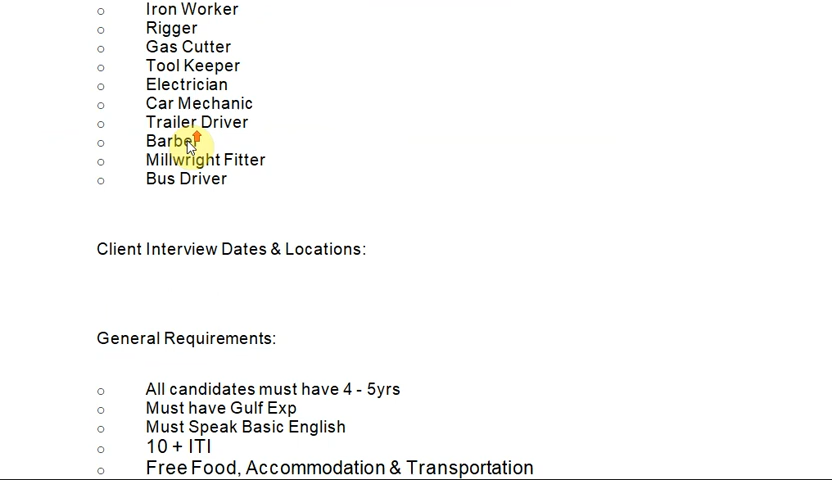 Iron Worker
Rigger
Gas Cutter
Tool Keeper
Electrician
Car Mechanic
Trailer Driver
Barber
Millwright Fitter
Bus Driver
Client Interview Dates & Locations:
General Requirements:
All candidates must have 4 - 5yrs
Must have Gulf Exp
Must Speak Basic English
10 + ITI
Free Food, Accommodation & Transportation